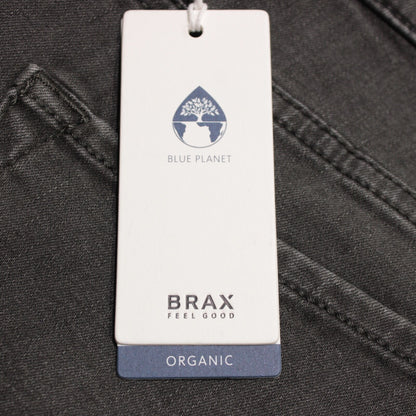 BLUE PLANET
BRAX
FEEL GOOD
ORGANIC